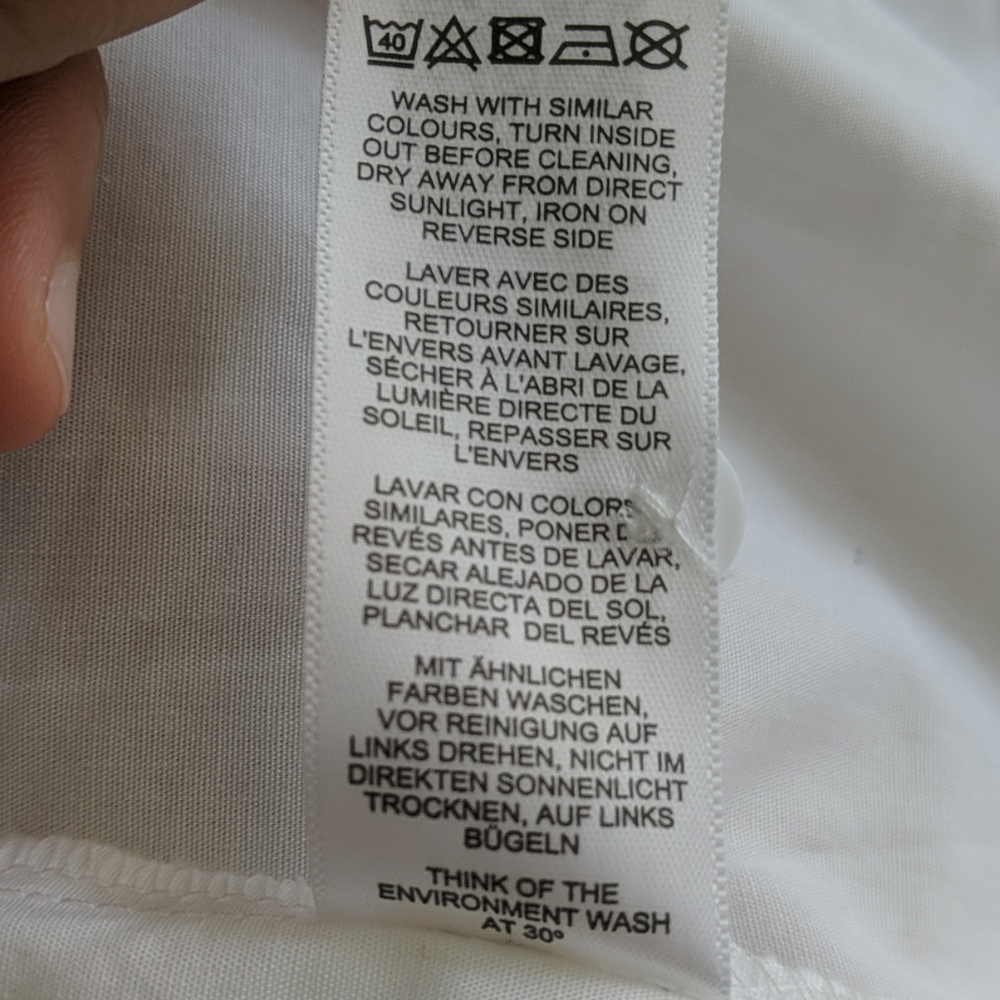 40
WASH WITH SIMILAR
COLOURS, TURN INSIDE
OUT BEFORE CLEANING,
DRY AWAY FROM DIRECT
SUNLIGHT, IRON ON
REVERSE SIDE
LAVER AVEC DES
COULEURS SIMILAIRES,
RETOURNER SUR
L'ENVERS AVANT LAVAGE,
SÉCHER À L'ABRI DE LA
LUMIÈRE DIRECTE DU
SOLEIL, REPASSER SUR
L'ENVERS
LAVAR CON
SIMILARES, PONER
REVÉS ANTES DE LAVAR,
SECAR ALEJADO DE LA
LUZ DIRECTA DEL SOL,
PLANCHAR DEL REVÉS
MIT ÄHNLICHEN
FARBEN WASCHEN,
VOR REINIGUNG AUF
LINKS DREHEN, NICHT IM
DIREKTEN SONNENLICHT
TROCKNEN, AUF LINKS
BÜGELN
THINK OF THE
ENVIRONMENT WASH
AT 30°